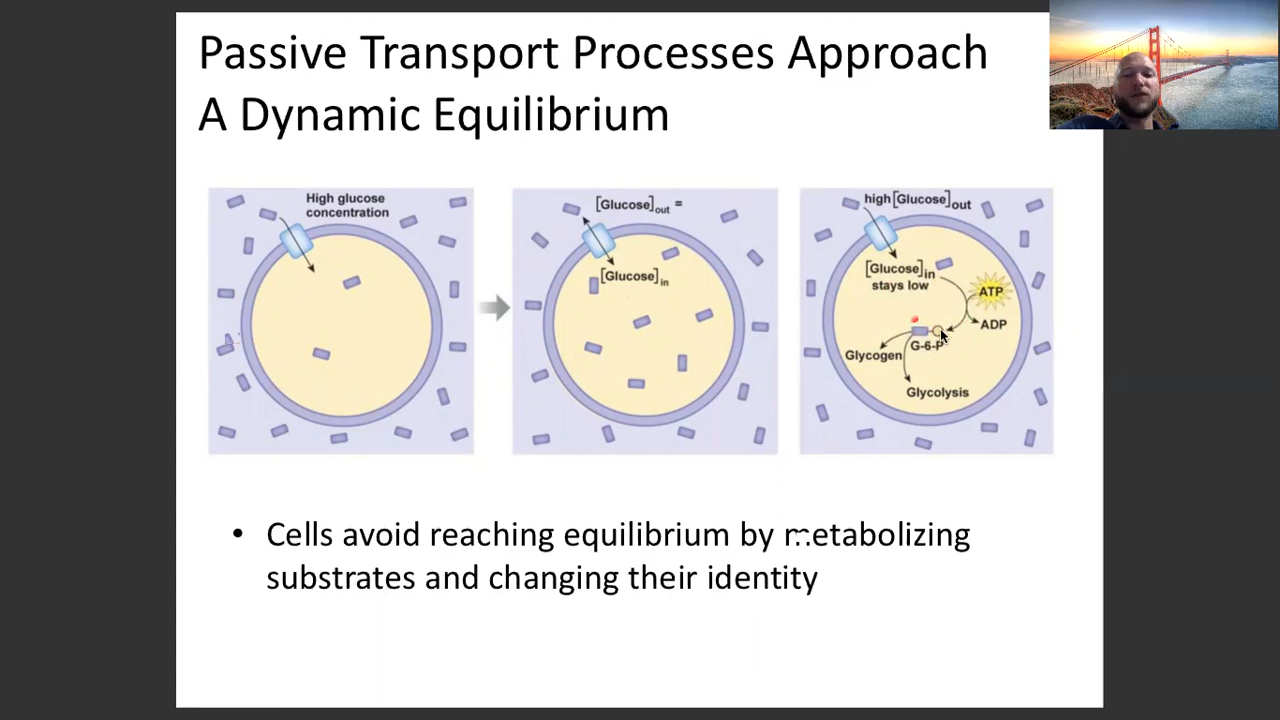 Passive Transport Processes Approach
A Dynamic Equilibrium
High glucose
concentration
[Glucose]out =
[Glucose]in
high [Glucose]out
[Glucose]in
stays low
ATP
ADP
G-6-P
Glycogen
Glycolysis
• Cells avoid reaching equilibrium by metabolizing
substrates and changing their identity